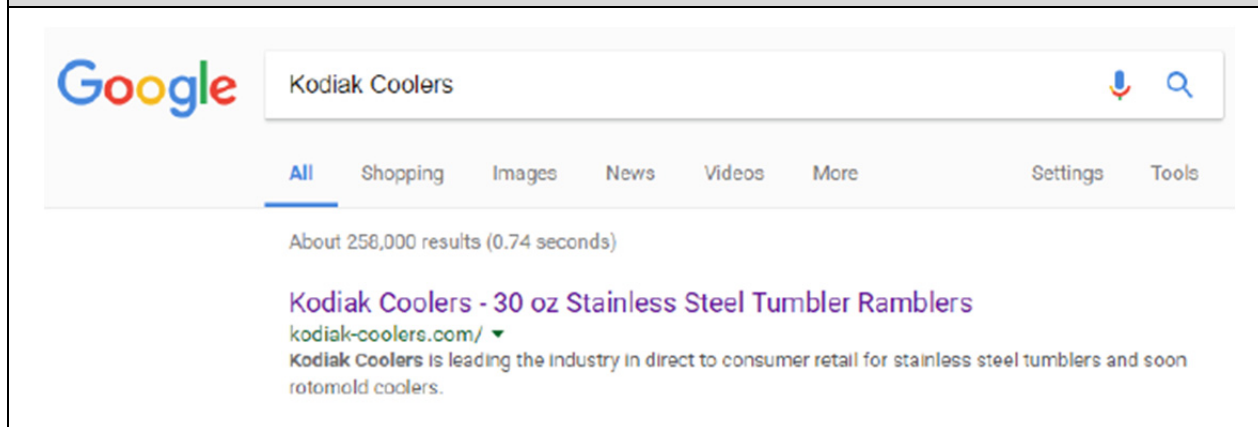 Google
Kodiak Coolers
All Shopping Images News Videos More Settings Tools
About 258,000 results (0.74 seconds)
Kodiak Coolers - 30 oz Stainless Steel Tumbler Ramblers
kodiak-coolers.com/
Kodiak Coolers is leading the industry in direct to consumer retail for stainless steel tumblers and soon
rotomold coolers.